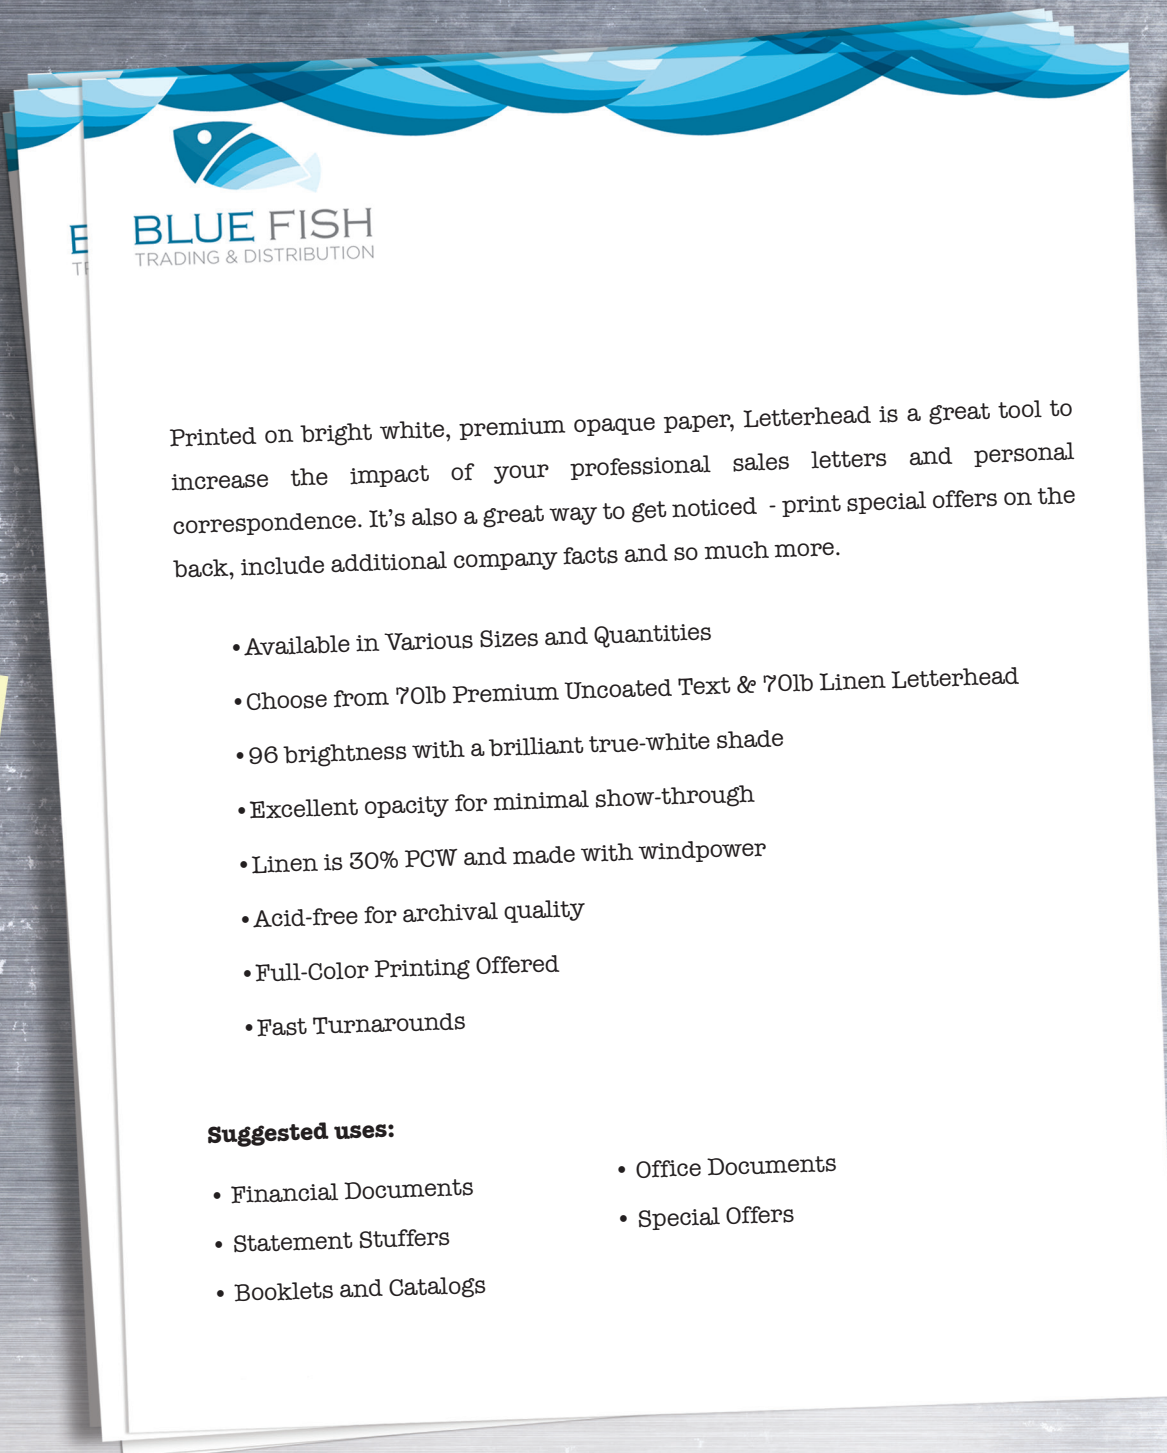 BLUE FISH
TRADING & DISTRIBUTION
Printed on bright white, premium opaque paper, Letterhead is a great tool to
increase the impact of your professional sales letters and personal
correspondence. It's also a great way to get noticed - print special offers on the
back, include additional company facts and so much more.
•Available in Various Sizes and Quantities
•Choose from 70lb Premium Uncoated Text & 70lb Linen Letterhead
•96 brightness with a brilliant true-white shade
•Excellent opacity for minimal show-through
•Linen is 30% PCW and made with windpower
•Acid-free for archival quality
•Full-Color Printing Offered
•Fast Turnarounds
Suggested uses:
• Financial Documents
• Statement Stuffers
• Booklets and Catalogs
• Office Documents
• Special Offers